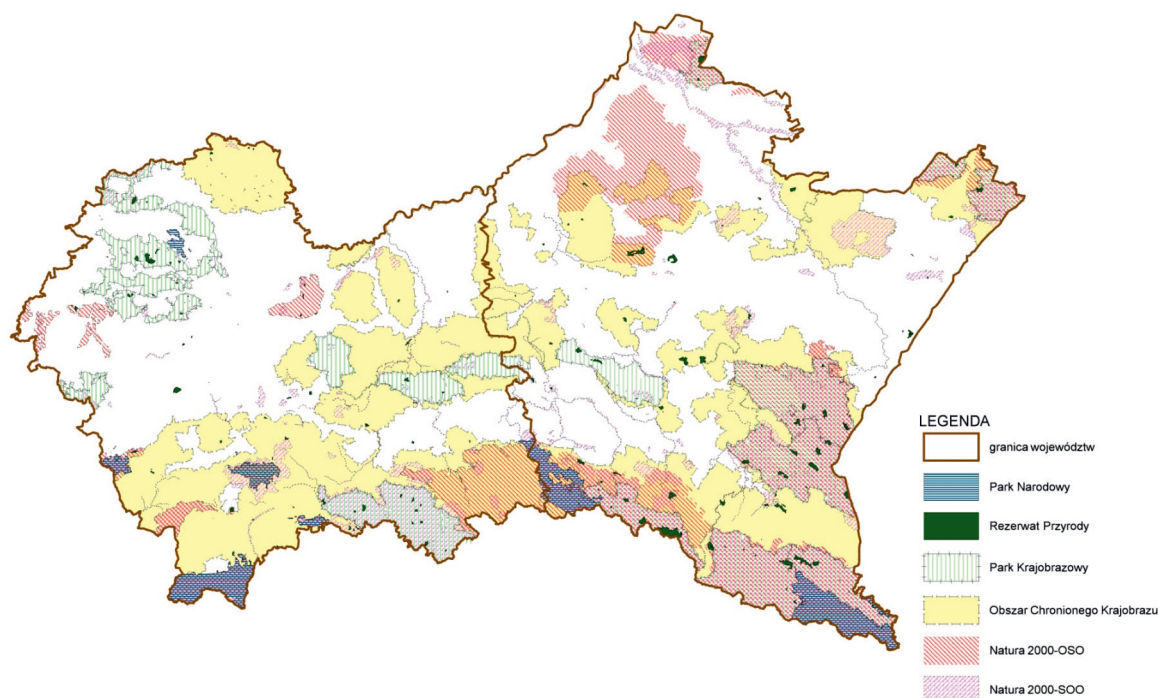 LEGENDA
granica województw
Park Narodowy
Rezerwat Przyrody
Park Krajobrazowy
Obszar Chronionego Krajobrazu
Natura 2000-OSO
Natura 2000-SOO